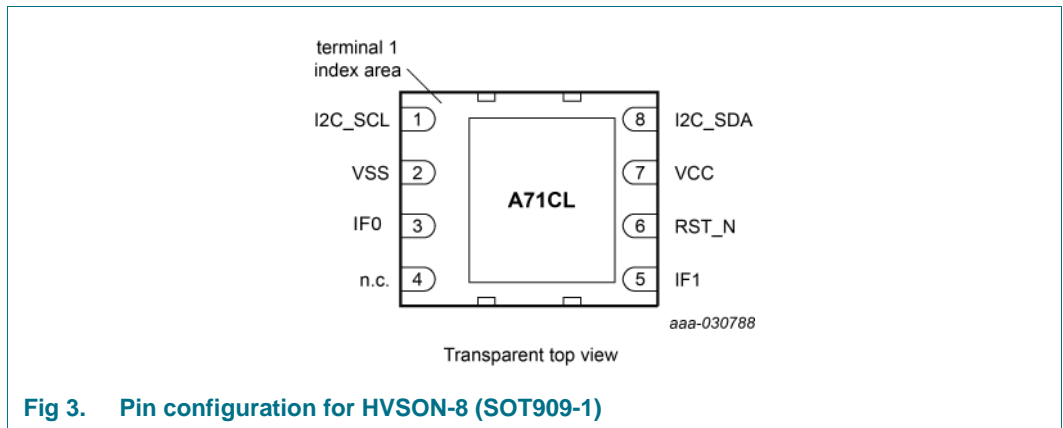 terminal 1
index area
I2C_SCL 1 8 I2C_SDA
VSS 2 7 VCC
A71CL
IF0 3 6 RST_N
n.c. 4 5 IF1
aaa-030788
Transparent top view
Fig 3. Pin configuration for HVSON-8 (SOT909-1)